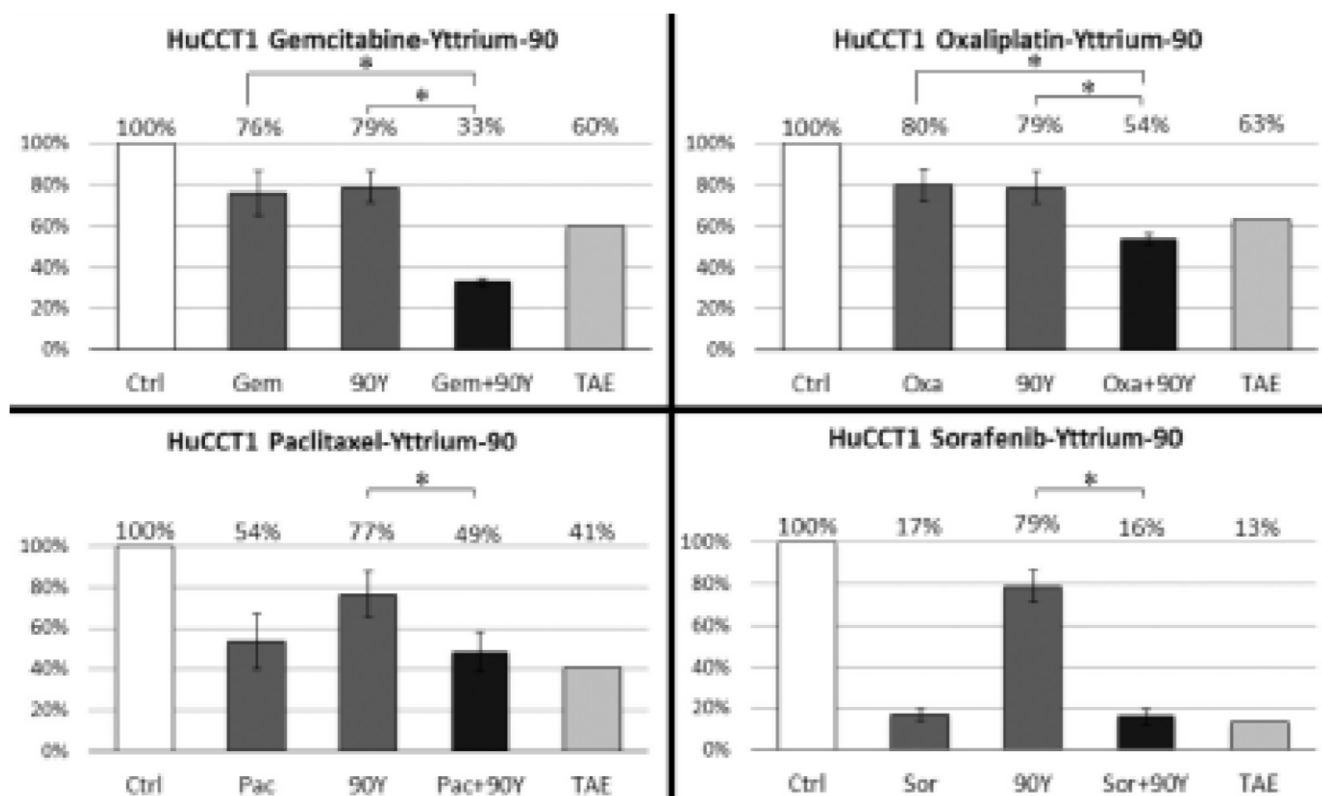 HuCCT1 Gemcitabine-Yttrium-90
*
*
100% 76% 79% 33% 60%
100%
80%
60%
40%
20%
0%
Ctrl Gem 90Y Gem+90Y TAE
HuCCT1 Oxaliplatin-Yttrium-90
*
*
100% 80% 79% 54% 63%
100%
80%
60%
40%
20%
0%
Ctrl Oxa 90Y Oxa+90Y TAE
HuCCT1 Paclitaxel-Yttrium-90
*
100% 54% 77% 49% 41%
100%
80%
60%
40%
20%
0%
Ctrl Pac 90Y Pac+90Y TAE
HuCCT1 Sorafenib-Yttrium-90
*
100% 17% 79% 16% 13%
100%
80%
60%
40%
20%
0%
Ctrl Sor 90Y Sor+90Y TAE